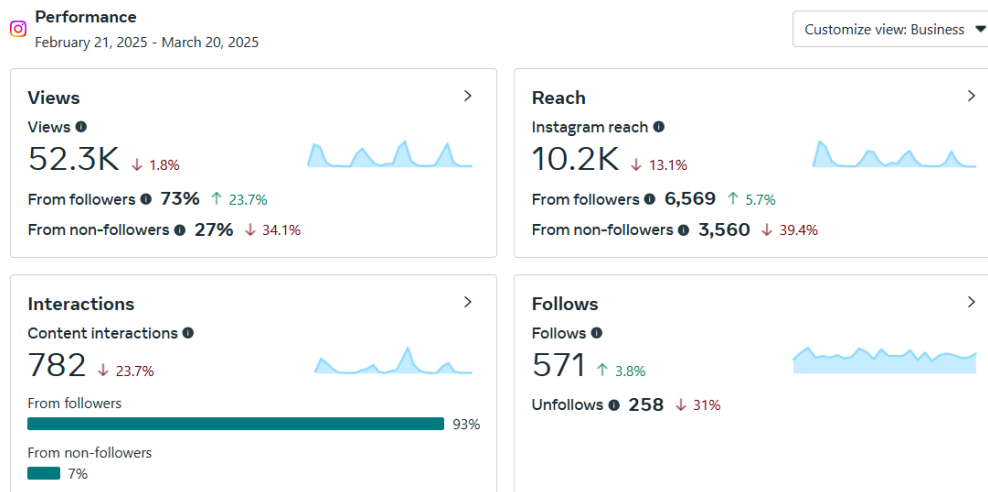 Performance
February 21, 2025 - March 20, 2025
Customize view: Business
Views
Views
52.3K ↓ 1.8%
From followers 73% ↑ 23.7%
From non-followers 27% ↓ 34.1%
Reach
Instagram reach
10.2K ↓ 13.1%
From followers 6,569 ↑ 5.7%
From non-followers 3,560 ↓ 39.4%
Interactions
Content interactions
782 ↓ 23.7%
From followers
93%
From non-followers
7%
Follows
Follows
571 ↑ 3.8%
Unfollows 258 ↓ 31%